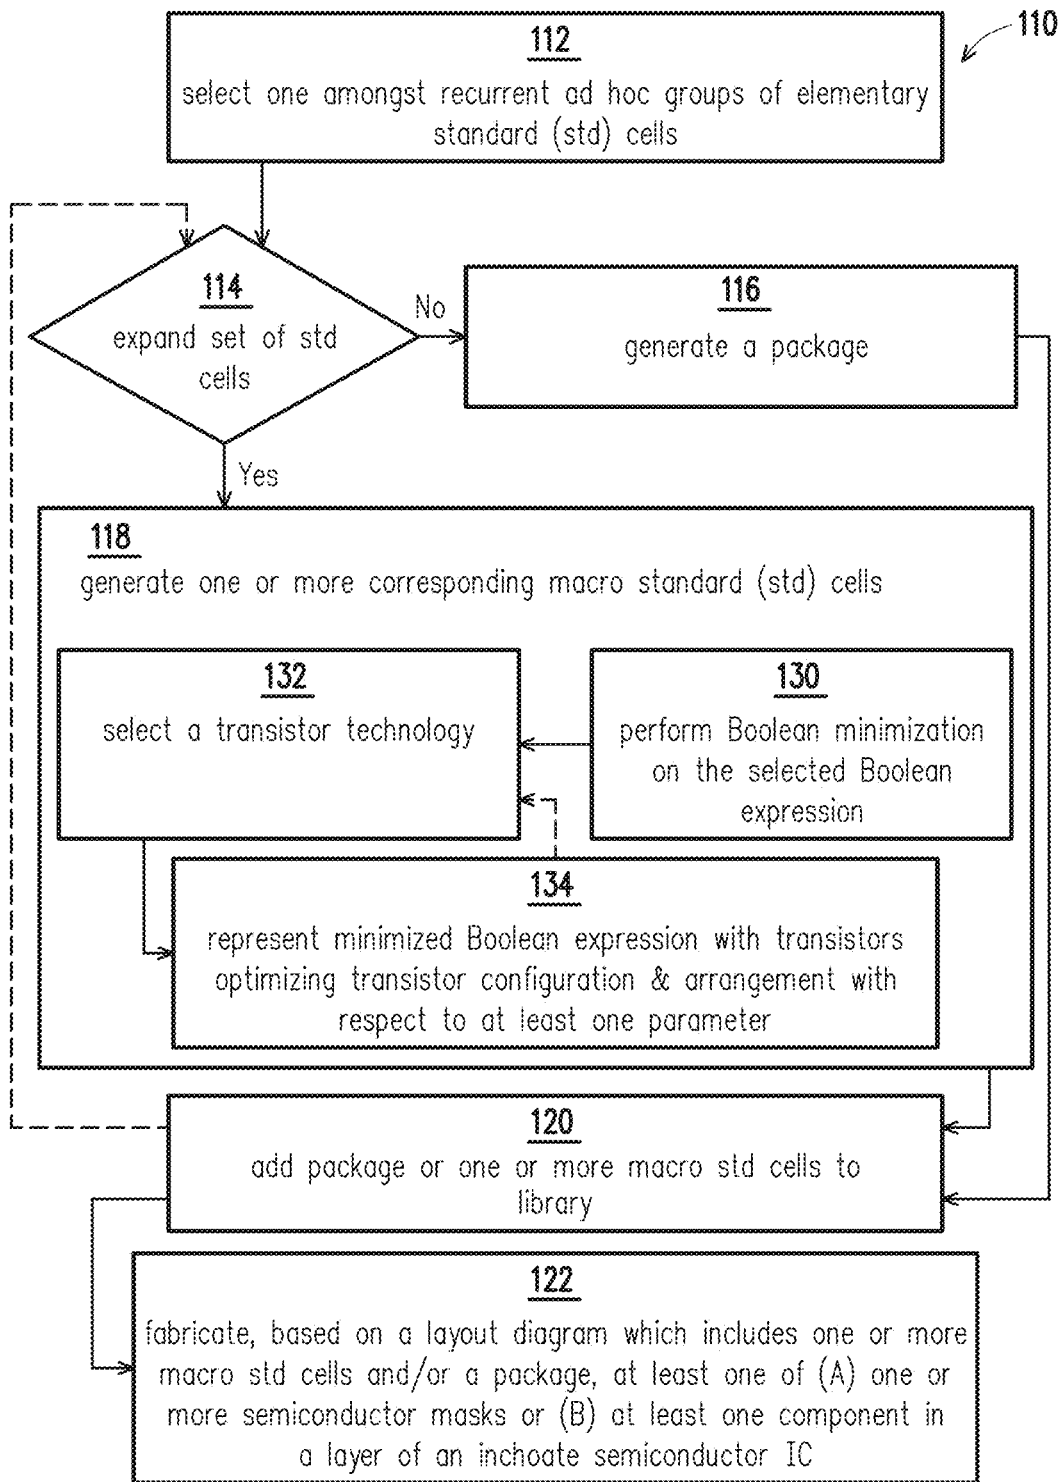 110
112
select one amongst recurrent ad hoc groups of elementary
standard (std) cells
114
expand set of std
cells
No
116
generate a package
Yes
118
generate one or more corresponding macro standard (std) cells
132
select a transistor technology
130
perform Boolean minimization
on the selected Boolean
expression
134
represent minimized Boolean expression with transistors
optimizing transistor configuration & arrangement with
respect to at least one parameter
120
add package or one or more macro std cells to
library
122
fabricate, based on a layout diagram which includes one or more
macro std cells and/or a package, at least one of (A) one or
more semiconductor masks or (B) at least one component in
a layer of an inchoate semiconductor IC